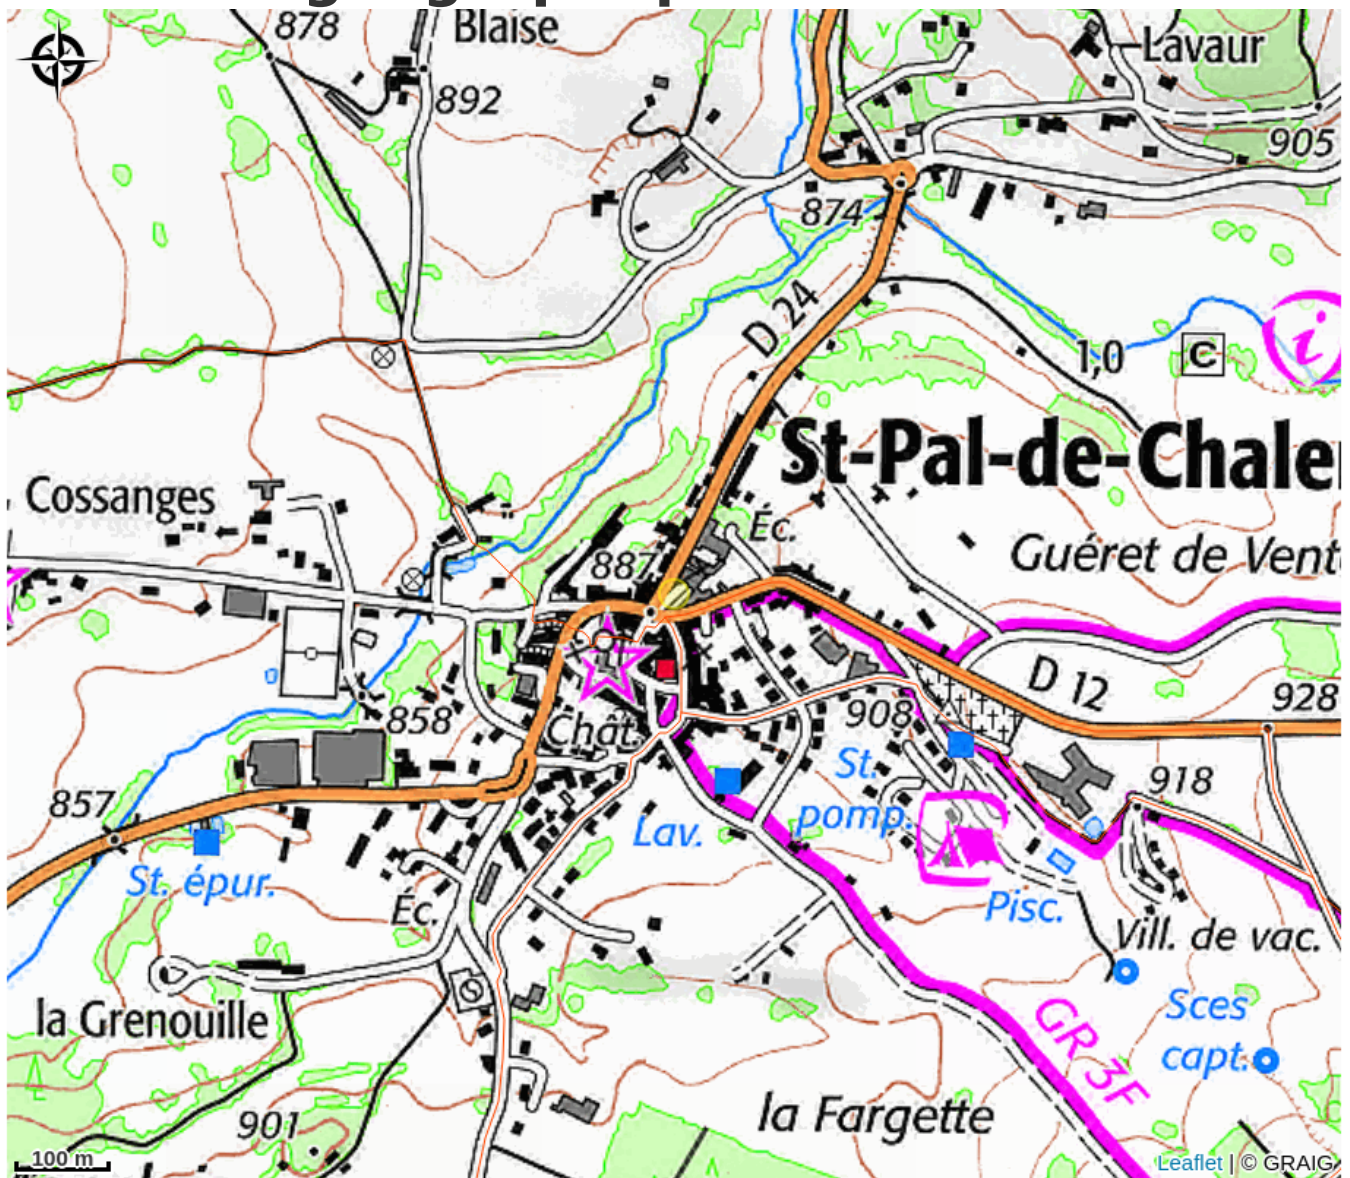 878
Blaise
Lavaur
892
905
874
D 24
1,0
C
i
St-Pal-de-Chale
Cossanges
Éc.
887
Guéret de Vent
D 12
928
858
Chât.
908
St.
pomp.
918
857
Lav.
St. épur.
Éc.
Pisc.
Vill. de vac.
la Grenouille
Sces
capt.
GR 3F
la Fargette
901
100 m
Leaflet | © GRAIG